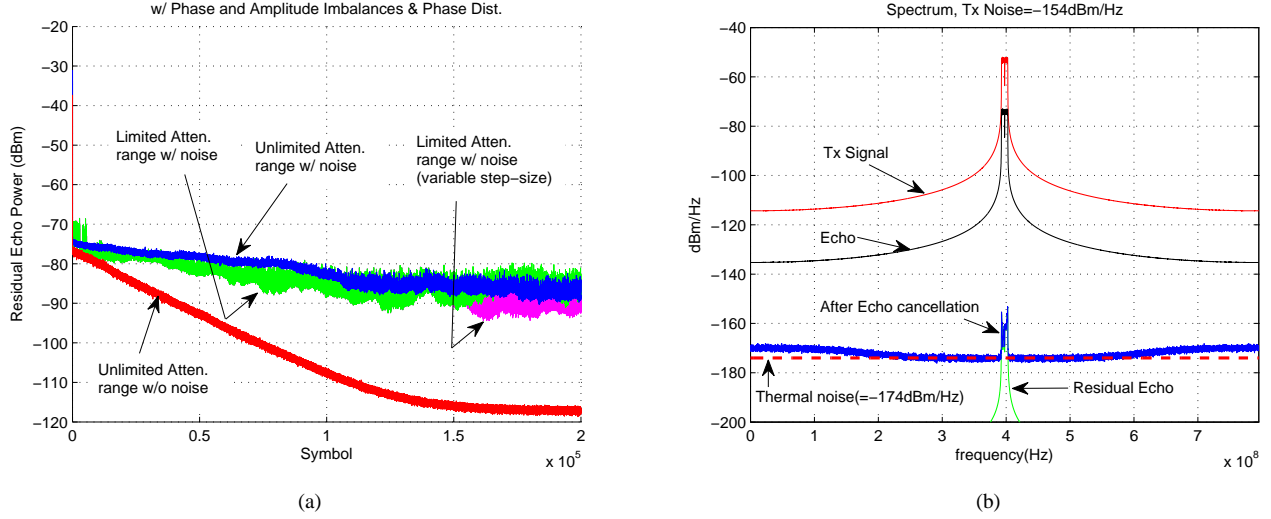 w/ Phase and Amplitude Imbalances & Phase Dist.
Residual Echo Power (dBm)
−20
−30
−40
−50
−60
−70
−80
−90
−100
−110
−120
Limited Atten.
range w/ noise
Unlimited Atten.
range w/ noise
Limited Atten.
range w/ noise
(variable step−size)
Unlimited Atten.
range w/o noise
0
0.5
1
1.5
2
x 10^5
Symbol
(a)
Spectrum, Tx Noise=−154dBm/Hz
dBm/Hz
−40
−60
−80
−100
−120
−140
−160
−180
−200
Tx Signal
Echo
After Echo cancellation
Residual Echo
Thermal noise(=−174dBm/Hz)
0
1
2
3
4
5
6
7
x 10^8
frequency(Hz)
(b)